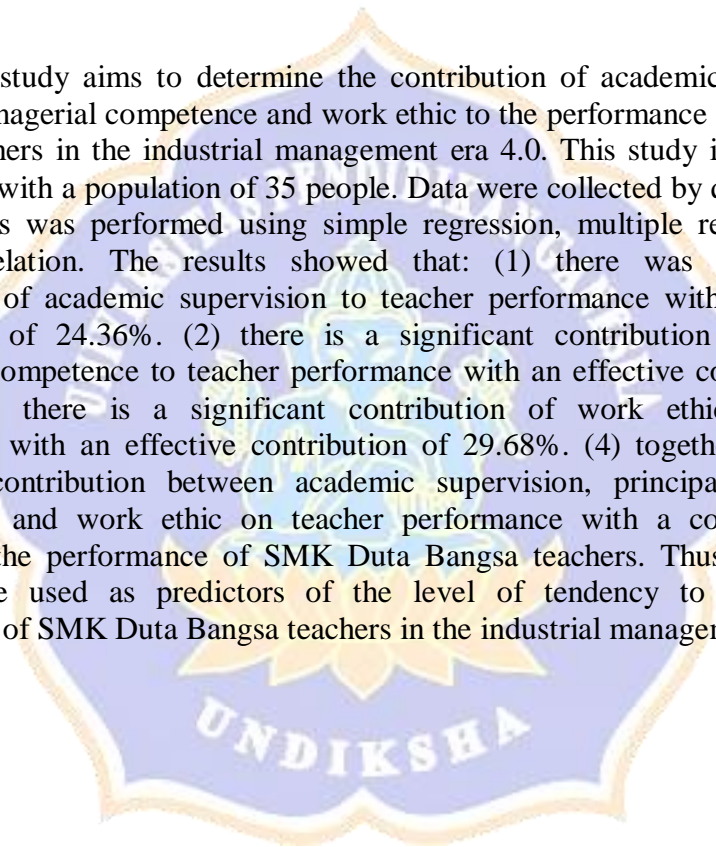 study aims to determine the contribution of academic
nagerial competence and work ethic to the performance
ners in the industrial management era 4.0. This study i
with a population of 35 people. Data were collected by
s was performed using simple regression, multiple re
elation. The results showed that: (1) there was
of academic supervision to teacher performance with
of 24.36%. (2) there is a significant contribution
ompetence to teacher performance with an effective co
there is a significant contribution of work ethic
with an effective contribution of 29.68%. (4) togeth
contribution between academic supervision, principa
and work ethic on teacher performance with a co
the performance of SMK Duta Bangsa teachers. Thus
e used as predictors of the level of tendency to
of SMK Duta Bangsa teachers in the industrial manager
UNIVERSITAS PENDIDIKAN GANESHA
UNDIKSHA